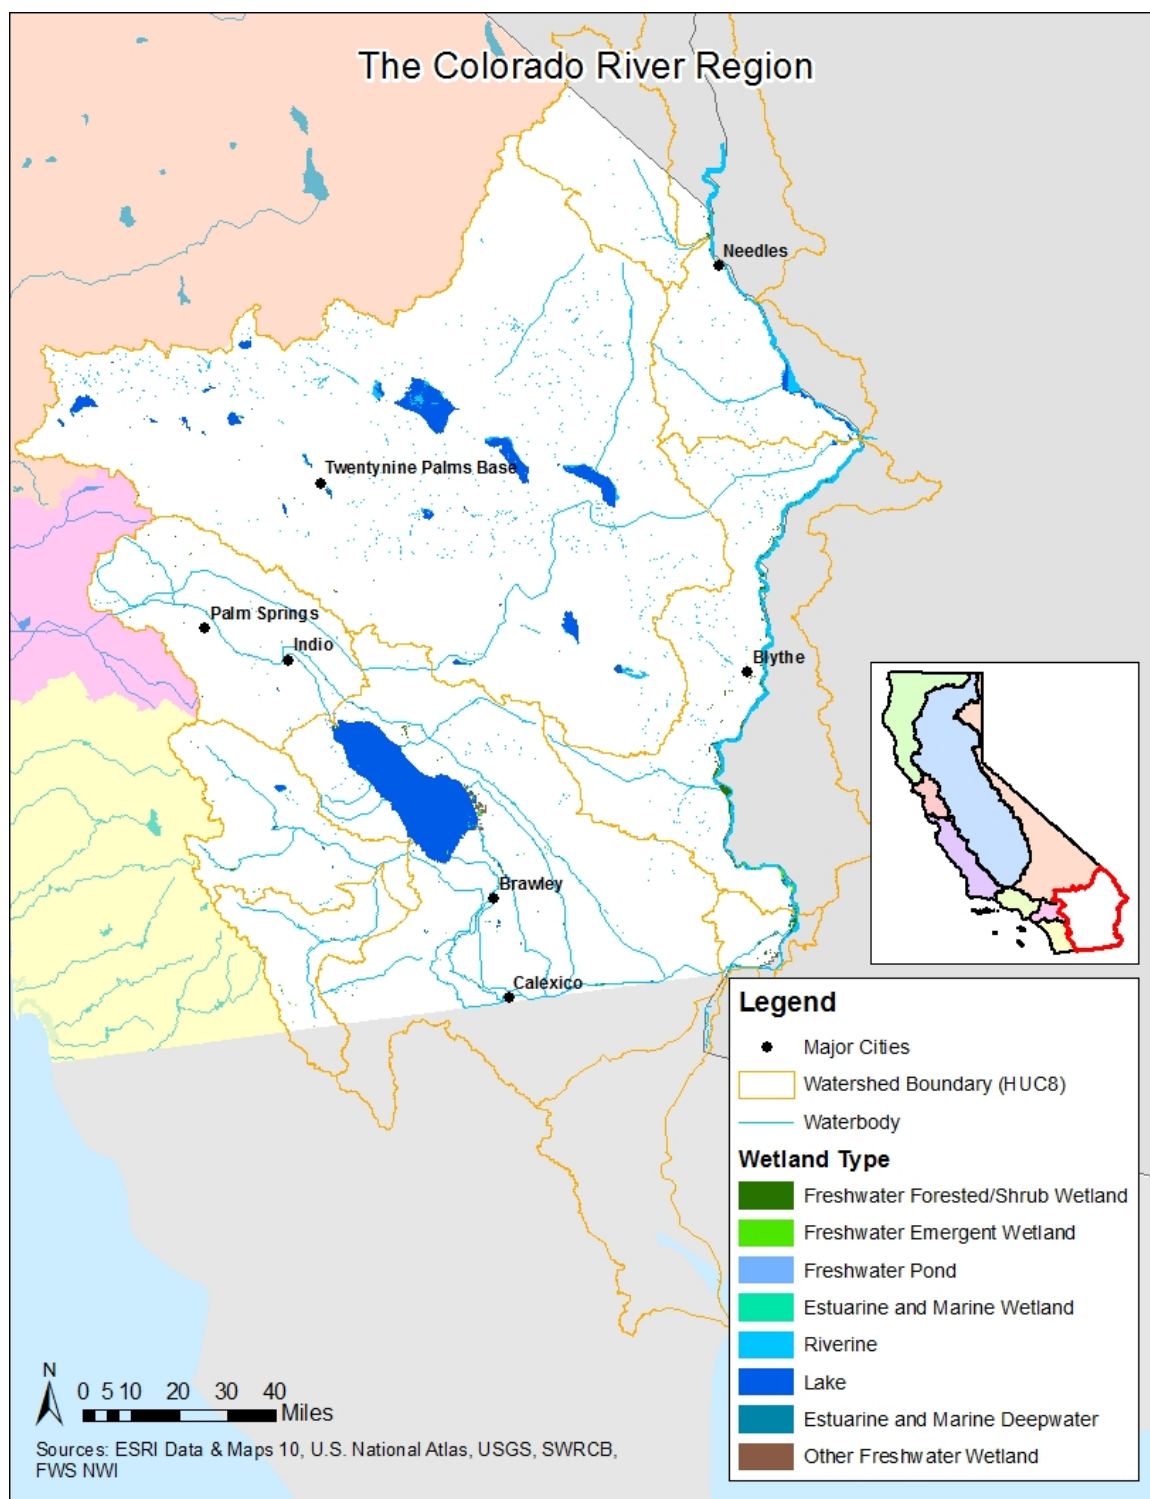 The Colorado River Region
Needles
Twentynine Palms Base
Palm Springs
Indio
Blythe
Brawley
Calexico
Legend
Major Cities
Watershed Boundary (HUC8)
Waterbody
Wetland Type
Freshwater Forested/Shrub Wetland
Freshwater Emergent Wetland
Freshwater Pond
Estuarine and Marine Wetland
Riverine
Lake
Estuarine and Marine Deepwater
Other Freshwater Wetland
N
0 5 10 20 30 40
Miles
Sources: ESRI Data & Maps 10, U.S. National Atlas, USGS, SWRCB,
FWS NWI